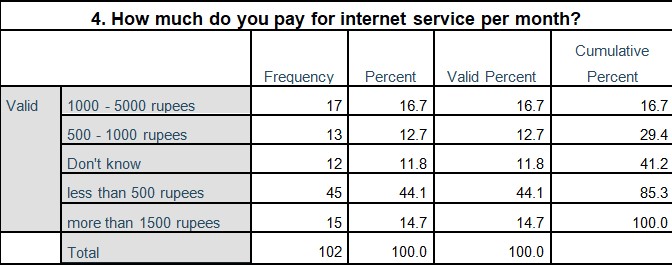 4. How much do you pay for internet service per month?
Frequency Percent Valid Percent Cumulative Percent
Valid 1000 - 5000 rupees 17 16.7 16.7 16.7
500 - 1000 rupees 13 12.7 12.7 29.4
Don't know 12 11.8 11.8 41.2
less than 500 rupees 45 44.1 44.1 85.3
more than 1500 rupees 15 14.7 14.7 100.0
Total 102 100.0 100.0